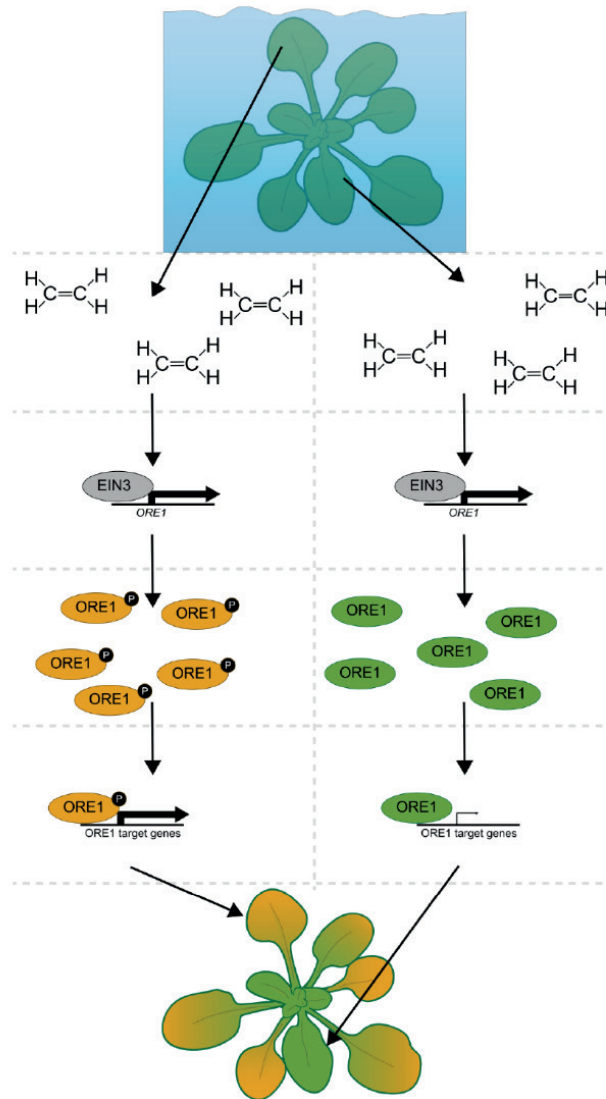 H H
C=C
H H
H H
C=C
H H
H H
C=C
H H
H H
C=C
H H
H H
C=C
H H
H H
C=C
H H
EIN3
ORE1
EIN3
ORE1
ORE1 P
ORE1 P
ORE1 P
ORE1 P
ORE1 P
ORE1
ORE1
ORE1
ORE1
ORE1
ORE1 P
ORE1 target genes
ORE1
ORE1 target genes